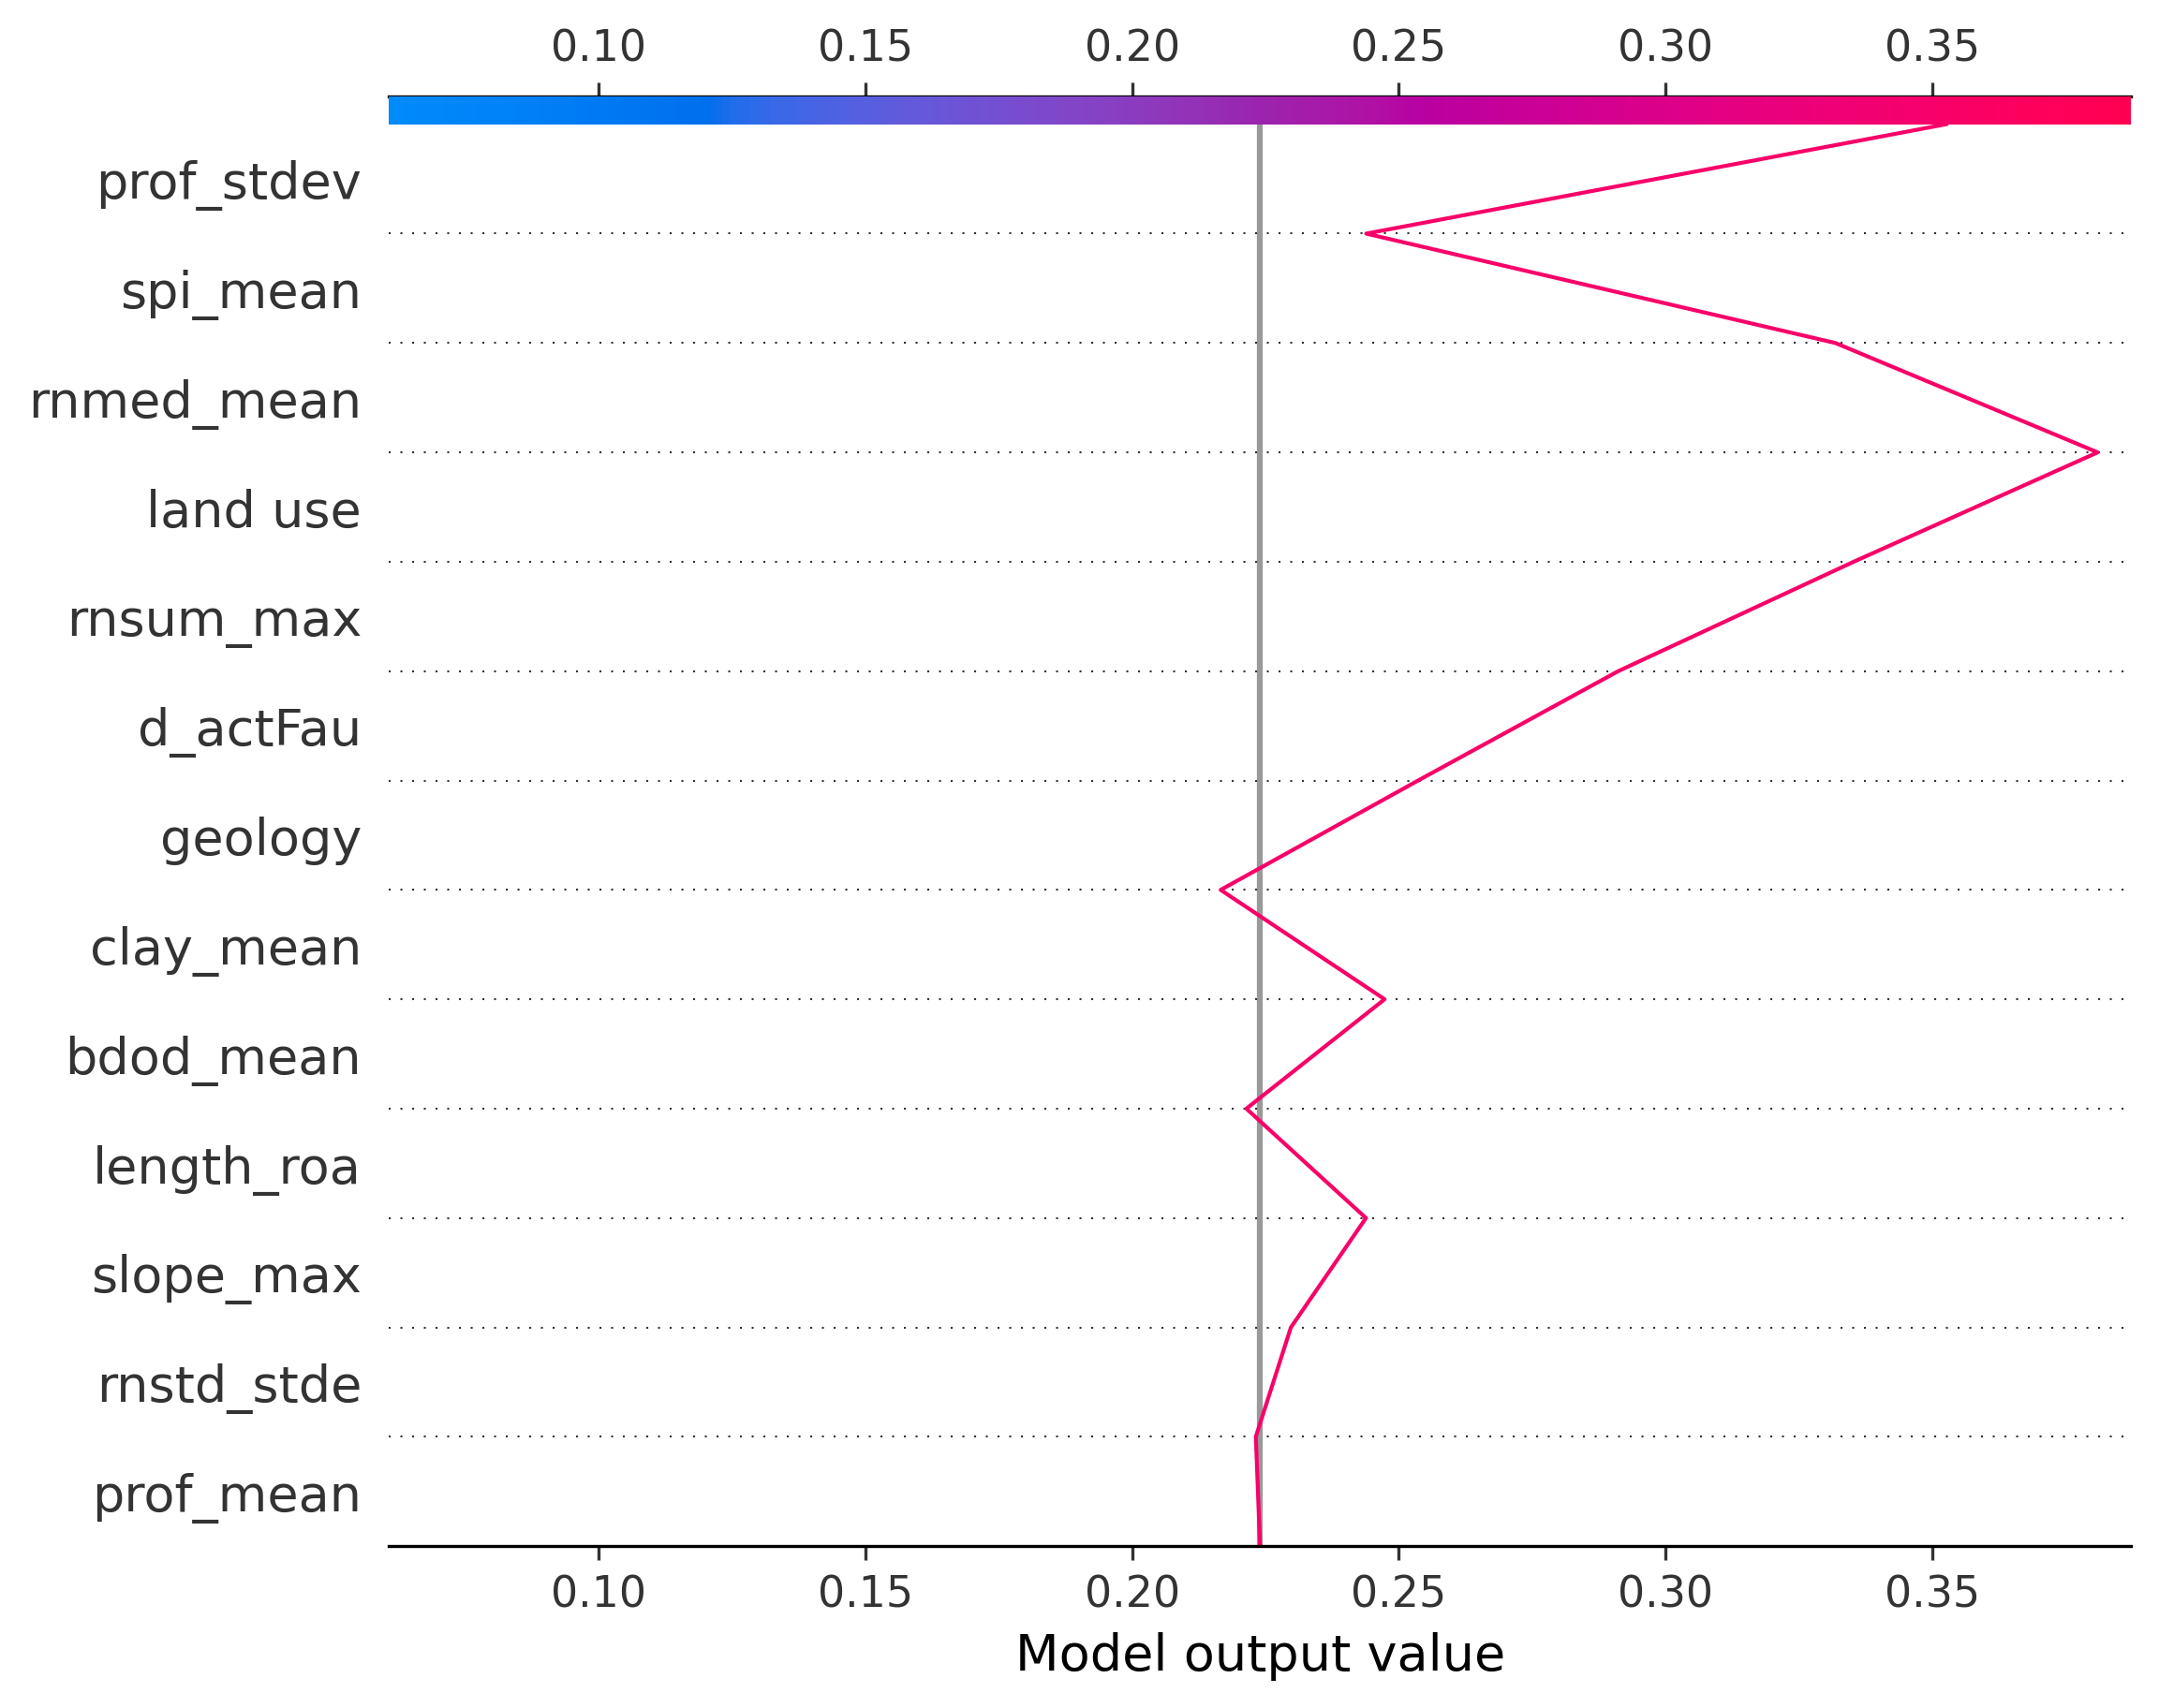 0.10 0.15 0.20 0.25 0.30 0.35
prof_stdev
spi_mean
rnmed_mean
land use
rnsum_max
d_actFau
geology
clay_mean
bdod_mean
length_roa
slope_max
rnstd_stde
prof_mean
0.10 0.15 0.20 0.25 0.30 0.35
Model output value